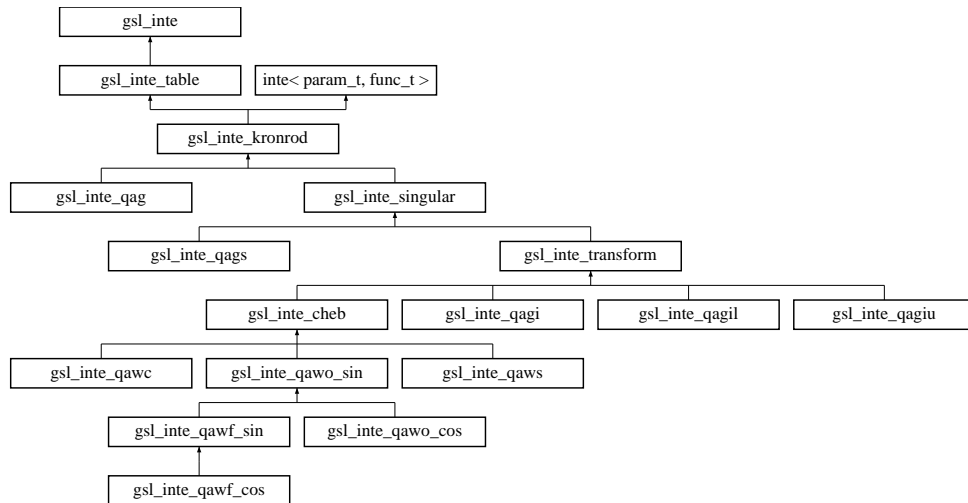 gsl_inte
gsl_inte_table
inte< param_t, func_t >
gsl_inte_kronrod
gsl_inte_qag
gsl_inte_singular
gsl_inte_qags
gsl_inte_transform
gsl_inte_cheb
gsl_inte_qagi
gsl_inte_qagil
gsl_inte_qagiu
gsl_inte_qawc
gsl_inte_qawo_sin
gsl_inte_qaws
gsl_inte_qawf_sin
gsl_inte_qawo_cos
gsl_inte_qawf_cos